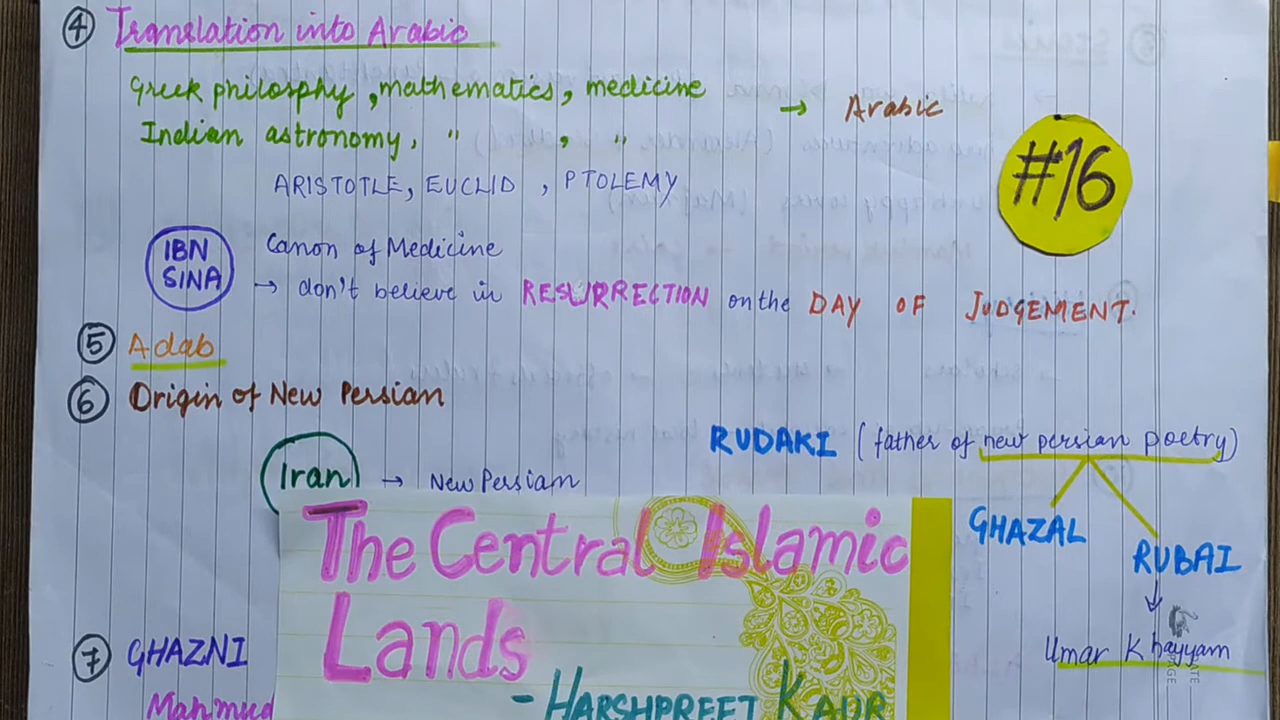 ④ Translation into Arabic
Greek philosphy, mathematics, medicine → Arabic
Indian astronomy, " , "
#16
ARISTOTLE, EUCLID , PTOLEMY
IBN SINA
Canon of Medicine
→ don't believe in RESURRECTION on the DAY OF JUDGEMENT.
⑤ Adab
⑥ Origin of New Persian
RUDAKI (father of new persian poetry)
Iran → New Persian
GHAZAL
RUBAI
Umar Khayyam
The Central Islamic
Lands
- HARSHPREET KAUR
⑦ GHAZNI
Mahmud